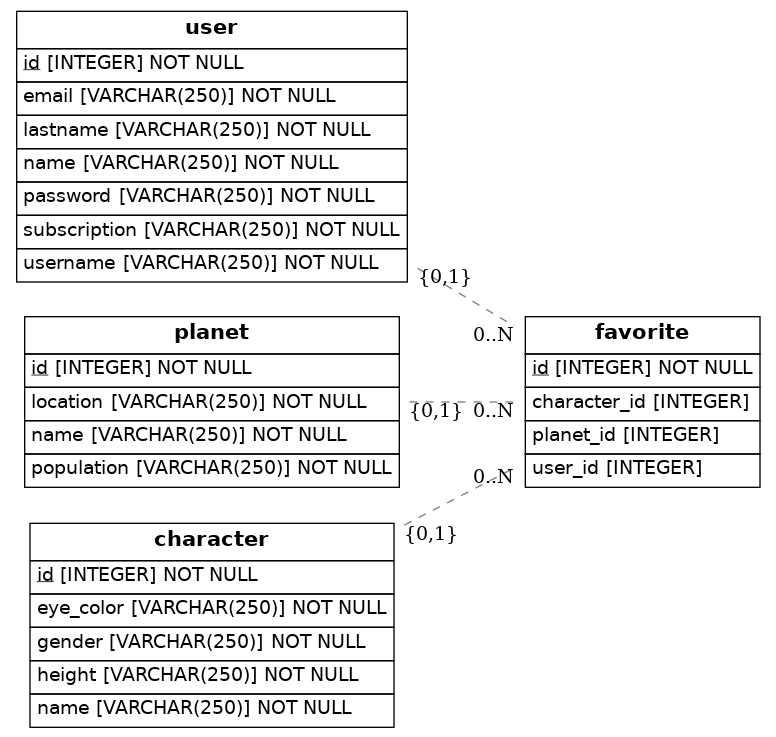 user
id [INTEGER] NOT NULL
email [VARCHAR(250)] NOT NULL
lastname [VARCHAR(250)] NOT NULL
name [VARCHAR(250)] NOT NULL
password [VARCHAR(250)] NOT NULL
subscription [VARCHAR(250)] NOT NULL
username [VARCHAR(250)] NOT NULL
{0,1}
0..N
planet
id [INTEGER] NOT NULL
location [VARCHAR(250)] NOT NULL
name [VARCHAR(250)] NOT NULL
population [VARCHAR(250)] NOT NULL
{0,1} 0..N
favorite
id [INTEGER] NOT NULL
character_id [INTEGER]
planet_id [INTEGER]
user_id [INTEGER]
0..N
{0,1}
character
id [INTEGER] NOT NULL
eye_color [VARCHAR(250)] NOT NULL
gender [VARCHAR(250)] NOT NULL
height [VARCHAR(250)] NOT NULL
name [VARCHAR(250)] NOT NULL